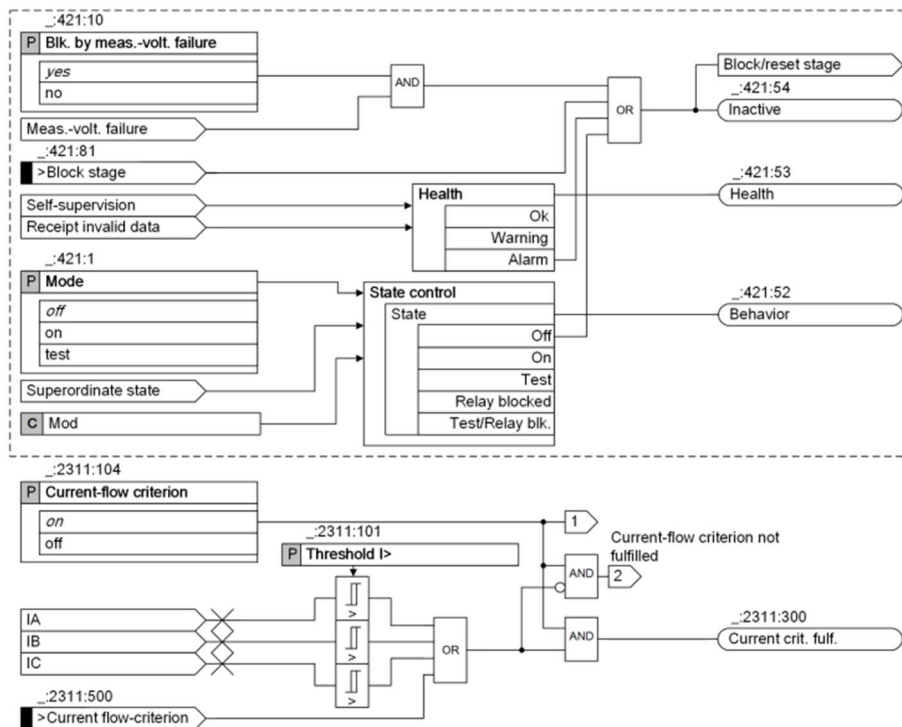 _:421:10
P Blk. by meas.-volt. failure
yes
no
AND
OR
Block/reset stage
_:421:54
Inactive
Meas.-volt. failure
_:421:81
>Block stage
_:421:53
Health
Self-supervision
Receipt invalid data
Health
Ok
Warning
Alarm
_:421:1
P Mode
off
on
test
State control
State
Off
On
Test
Relay blocked
Test/Relay blk.
_:421:52
Behavior
Superordinate state
C Mod
_:2311:104
P Current-flow criterion
on
off
_:2311:101
P Threshold I>
1
Current-flow criterion not
fulfilled
AND
2
IA
IB
IC
>
>
>
OR
AND
_:2311:300
Current crit. fulf.
_:2311:500
>Current flow-criterion